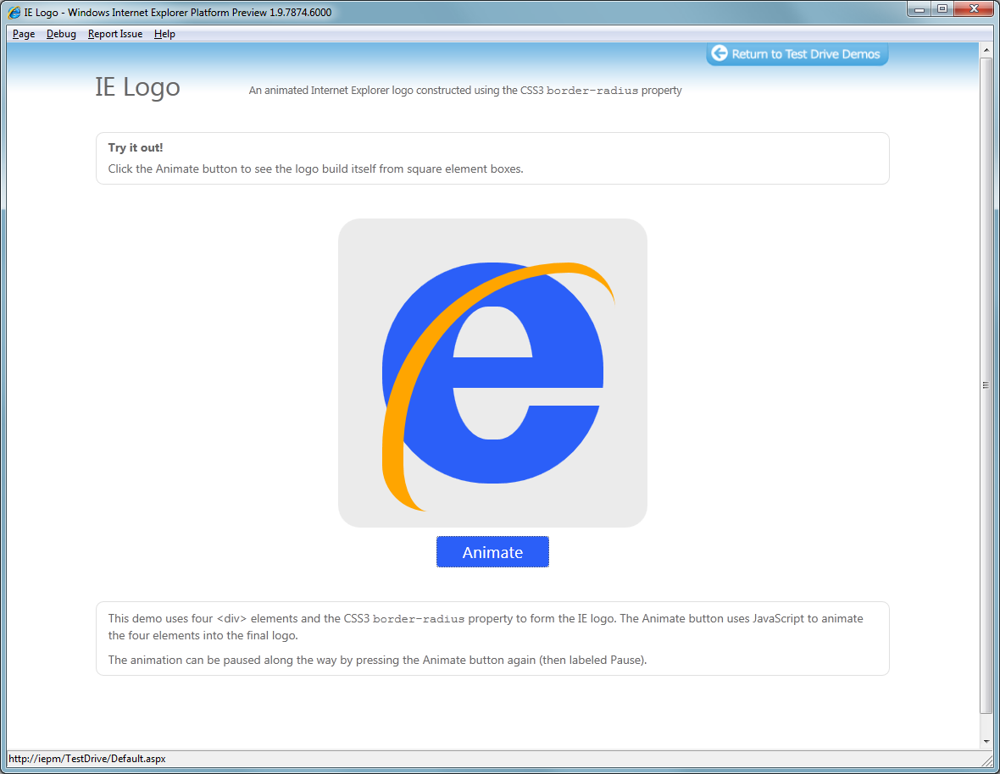 IE Logo - Windows Internet Explorer Platform Preview 1.9.7874.6000
Page Debug Report Issue Help
Return to Test Drive Demos
IE Logo
An animated Internet Explorer logo constructed using the CSS3 border-radius property
Try it out!
Click the Animate button to see the logo build itself from square element boxes.
e
Animate
This demo uses four <div> elements and the CSS3 border-radius property to form the IE logo. The Animate button uses JavaScript to animate
the four elements into the final logo.
The animation can be paused along the way by pressing the Animate button again (then labeled Pause).
http://iepm/TestDrive/Default.aspx